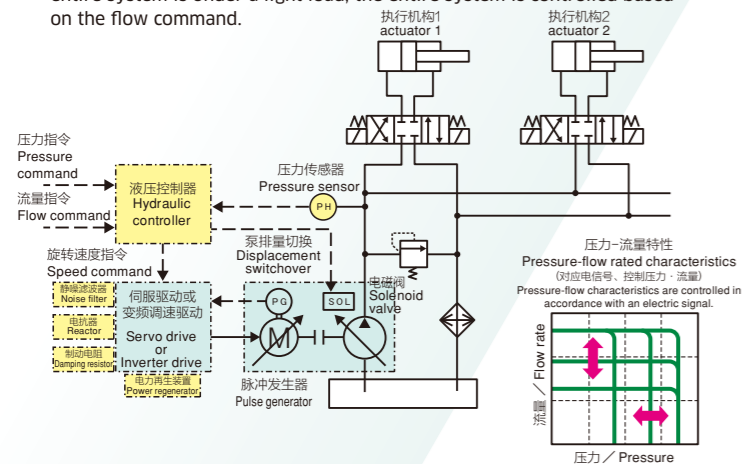 on the flow command.
执行机构1
actuator 1
执行机构2
actuator 2
压力指令
Pressure
command
流量指令
Flow command
液压控制器
Hydraulic
controller
压力传感器
Pressure sensor
PH
旋转速度指令
Speed command
泵排量切换
Displacement
switchover
静噪滤波器
Noise filter
电抗器
Reactor
制动电阻
Damping resistor
伺服驱动或
变频调速驱动
Servo drive
or
Inverter drive
电力再生装置
Power regenerator
PG
SOL
M
电磁阀
Solenoid
valve
脉冲发生器
Pulse generator
压力-流量特性
Pressure-flow rated characteristics
(对应电信号、控制压力·流量)
Pressure-flow characteristics are controlled in
accordance with an electric signal.
流量 / Flow rate
压力 / Pressure